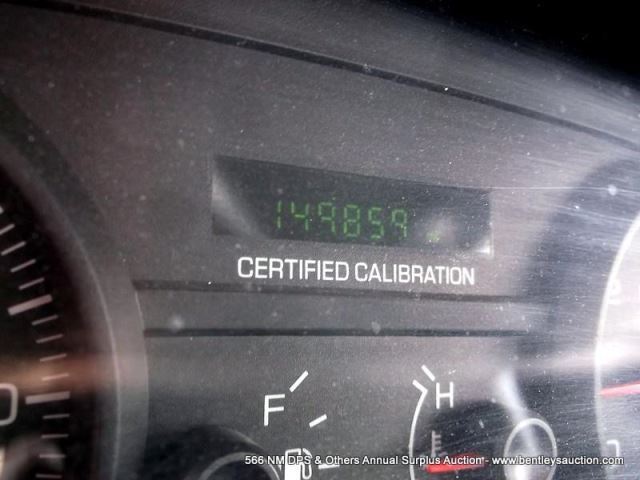 149859
CERTIFIED CALIBRATION
F
H
566 NM DPS & Others Annual Surplus Auction - www.bentleysauction.com